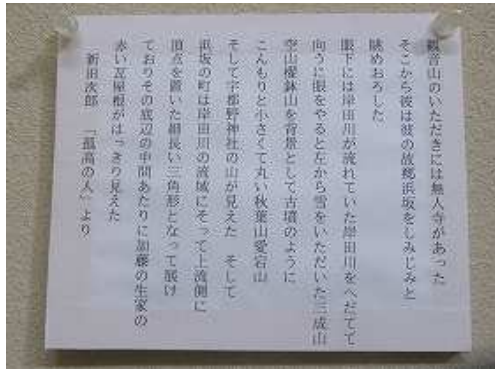 観音山のいただきには無人寺があった
そこから彼は彼の故郷浜坂をしみじみと
眺めおろした
眼下には岸田川が流れていた岸田川をへだてて
向うに眼をやると左から雪をいただいた三成山
空山櫻鉢山を背景として古墳のように
こんもりと小さくて丸い秋葉山愛宕山
そして宇都野神社の山が見えた　そして
浜坂の町は岸田川の流域にそって上流側に
頂点を置いた細長い三角形となって展け
ておりその底辺の中間あたりに加藤の生家の
赤い瓦屋根がはっきり見えた
新田次郎　「孤高の人」より